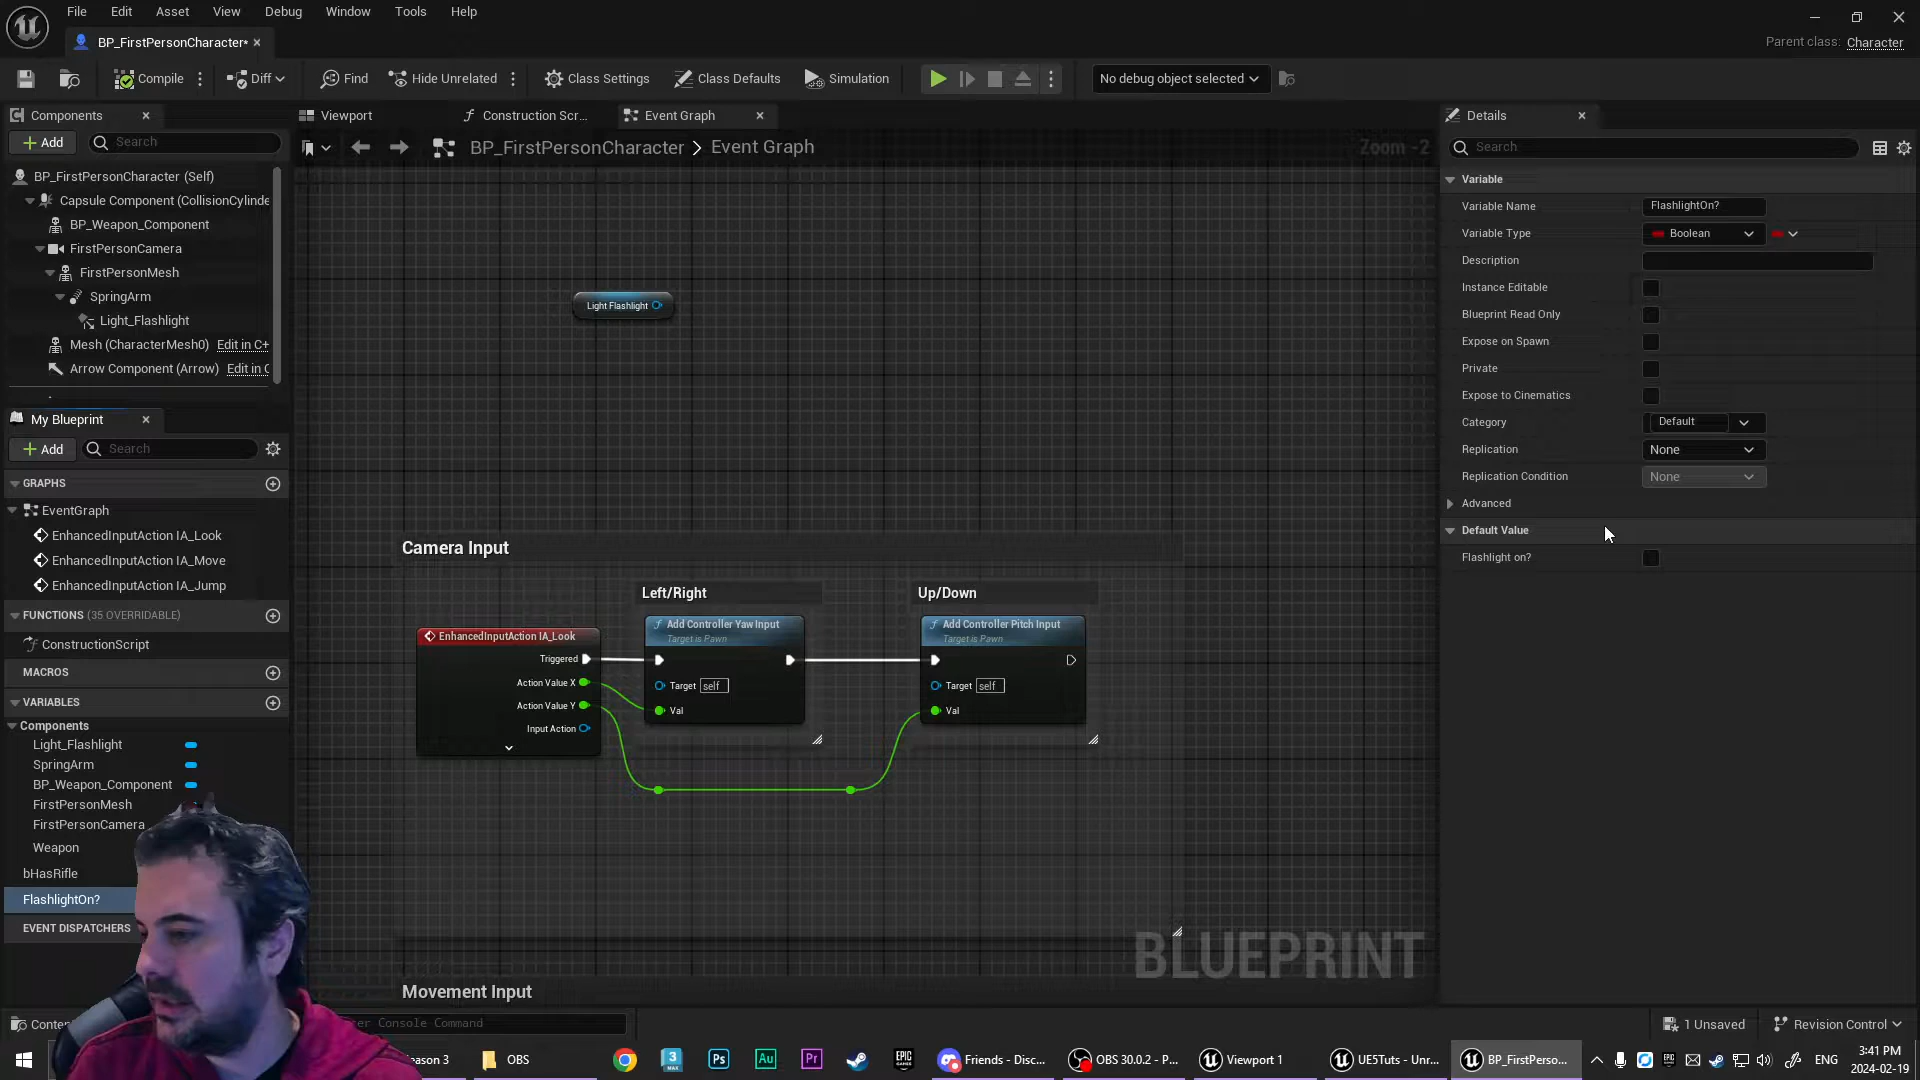 File Edit Asset View Debug Window Tools Help
BP_FirstPersonCharacter*
Parent class: Character
Compile Diff Find Hide Unrelated Class Settings Class Defaults Simulation No debug object selected
Components Viewport Construction Scr... Event Graph Details
Add Search
BP_FirstPersonCharacter > Event Graph Zoom -2
Search
BP_FirstPersonCharacter (Self)
Capsule Component (CollisionCylinde
BP_Weapon_Component
FirstPersonCamera
FirstPersonMesh
SpringArm
Light_Flashlight
Mesh (CharacterMesh0) Edit in C+
Arrow Component (Arrow) Edit in C
My Blueprint
Add Search
GRAPHS
EventGraph
EnhancedInputAction IA_Look
EnhancedInputAction IA_Move
EnhancedInputAction IA_Jump
FUNCTIONS (35 OVERRIDABLE)
ConstructionScript
MACROS
VARIABLES
Components
Light_Flashlight
SpringArm
BP_Weapon_Component
FirstPersonMesh
FirstPersonCamera
Weapon
bHasRifle
FlashlightOn?
EVENT DISPATCHERS
Light Flashlight
Camera Input
Left/Right
Up/Down
EnhancedInputAction IA_Look
Triggered
Action Value X
Action Value Y
Input Action
Add Controller Yaw Input
Target is Pawn
Target self
Val
Add Controller Pitch Input
Target is Pawn
Target self
Val
BLUEPRINT
Movement Input
Variable
Variable Name FlashlightOn?
Variable Type Boolean
Description
Instance Editable
Blueprint Read Only
Expose on Spawn
Private
Expose to Cinematics
Category Default
Replication None
Replication Condition None
Advanced
Default Value
Flashlight on?
Console Command
1 Unsaved Revision Control
OBS Friends - Disc... OBS 30.0.2 - P... Viewport 1 UE5Tuts - Unr... BP_FirstPerso... ENG 3:41 PM
2024-02-19